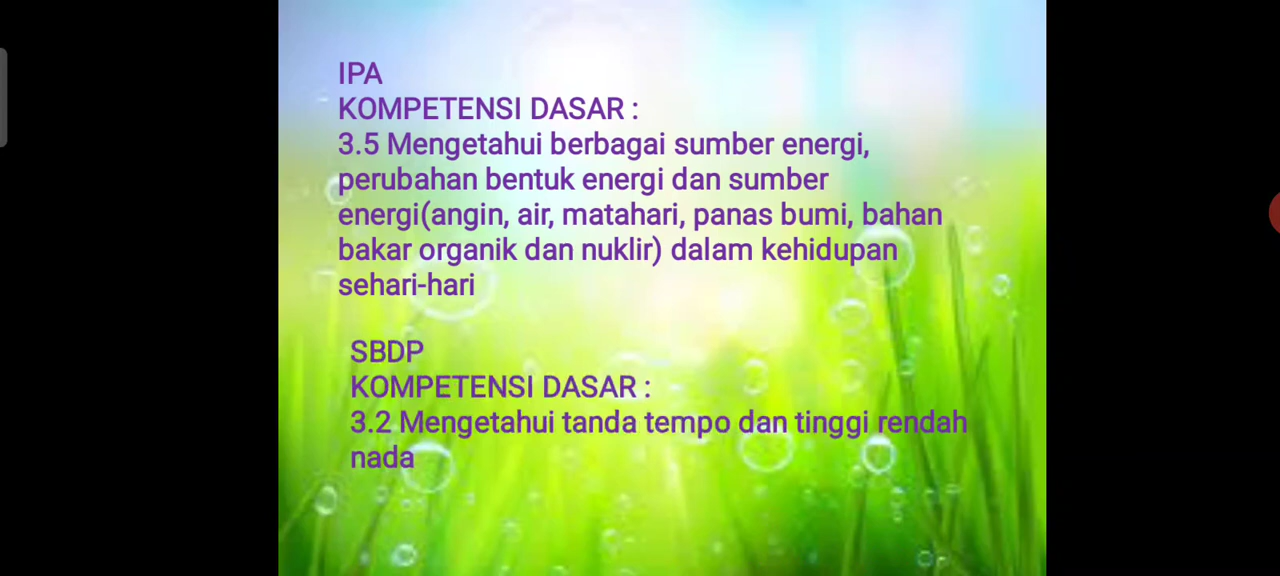 IPA
KOMPETENSI DASAR :
3.5 Mengetahui berbagai sumber energi,
perubahan bentuk energi dan sumber
energi(angin, air, matahari, panas bumi, bahan
bakar organik dan nuklir) dalam kehidupan
sehari-hari
SBDP
KOMPETENSI DASAR :
3.2 Mengetahui tanda tempo dan tinggi rendah
nada